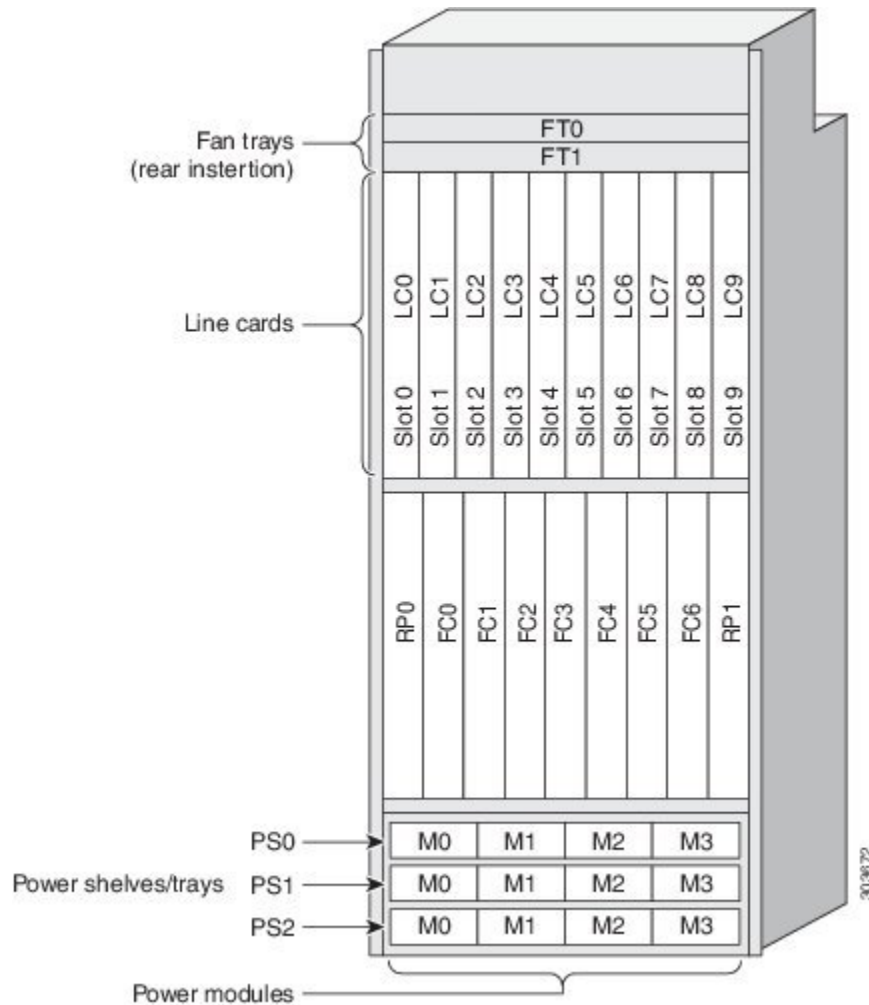 FT0
Fan trays
(rear instertion)
FT1
LC0 LC1 LC2 LC3 LC4 LC5 LC6 LC7 LC8 LC9
Line cards
Slot 0 Slot 1 Slot 2 Slot 3 Slot 4 Slot 5 Slot 6 Slot 7 Slot 8 Slot 9
RP0 FC0 FC1 FC2 FC3 FC4 FC5 FC6 RP1
PS0 M0 M1 M2 M3
Power shelves/trays PS1 M0 M1 M2 M3
PS2 M0 M1 M2 M3
Power modules
303672